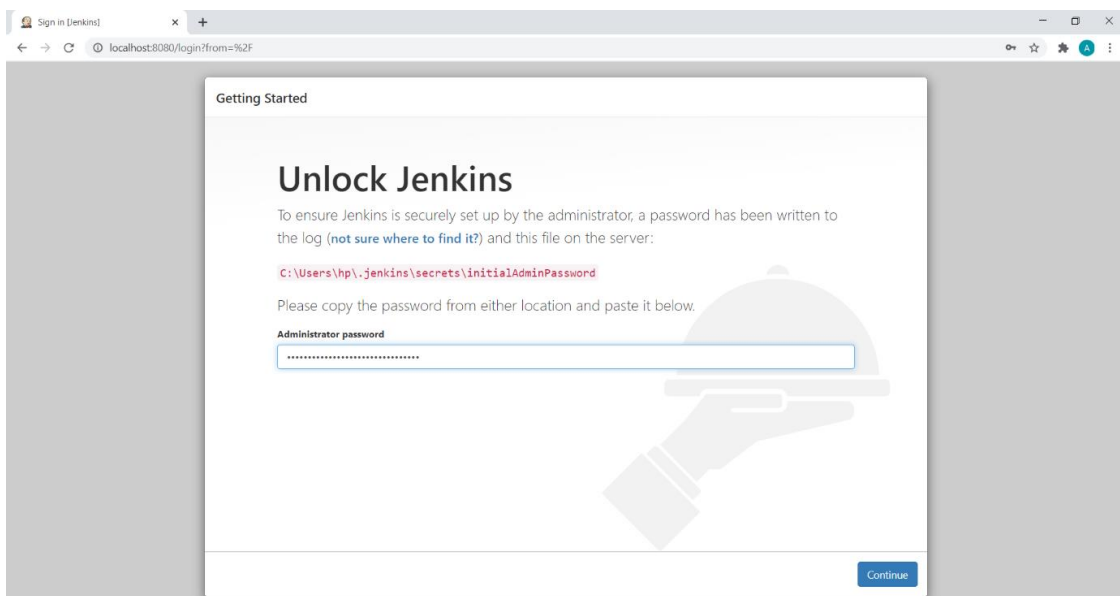 Sign in [Jenkins]
localhost:8080/login?from=%2F
A
Getting Started
Unlock Jenkins
To ensure Jenkins is securely set up by the administrator, a password has been written to
the log (not sure where to find it?) and this file on the server:
C:\Users\hp\.jenkins\secrets\initialAdminPassword
Please copy the password from either location and paste it below.
Administrator password
Continue